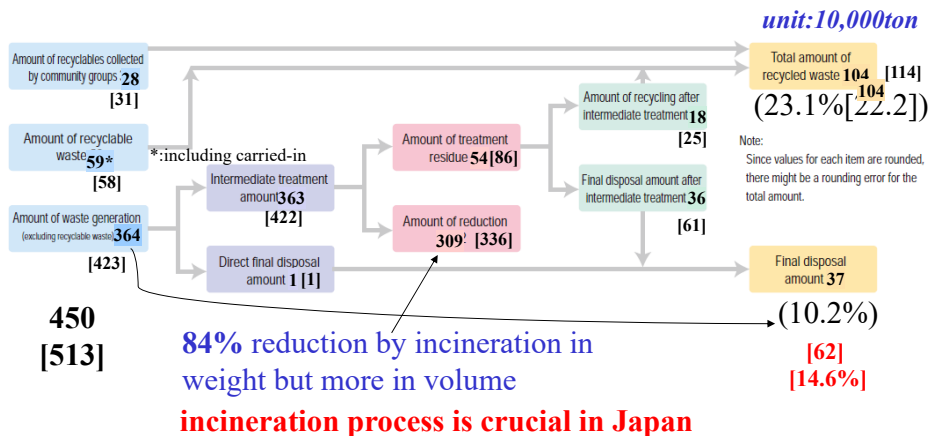 unit:10,000ton
Amount of recyclables collected
by community groups 28
[31]
Total amount of
recycled waste 104 [114]
104
(23.1%[22.2])
Amount of recycling after
intermediate treatment 18
[25]
Amount of recyclable
waste 59*
[58]
*:including carried-in
Amount of treatment
residue 54[86]
Note:
Since values for each item are rounded,
there might be a rounding error for the
total amount.
Intermediate treatment
amount363
[422]
Final disposal amount after
intermediate treatment 36
[61]
Amount of waste generation
(excluding recyclable waste)364
[423]
Amount of reduction
309 [336]
Direct final disposal
amount 1 [1]
Final disposal
amount 37
(10.2%)
[62]
[14.6%]
450
[513]
84% reduction by incineration in
weight but more in volume
incineration process is crucial in Japan